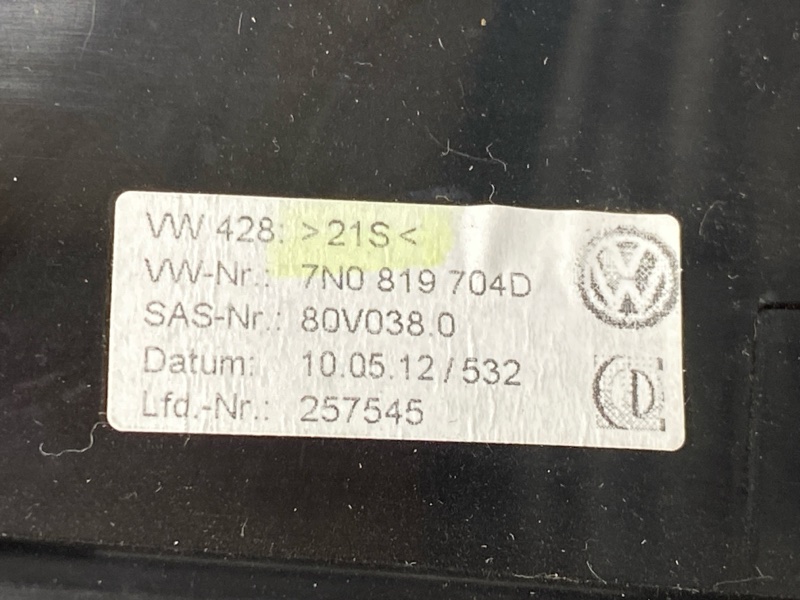 VW 428: >21S<
VW-Nr.: 7N0 819 704D
SAS-Nr.: 80V038.0
Datum: 10.05.12/532
Lfd.-Nr.: 257545